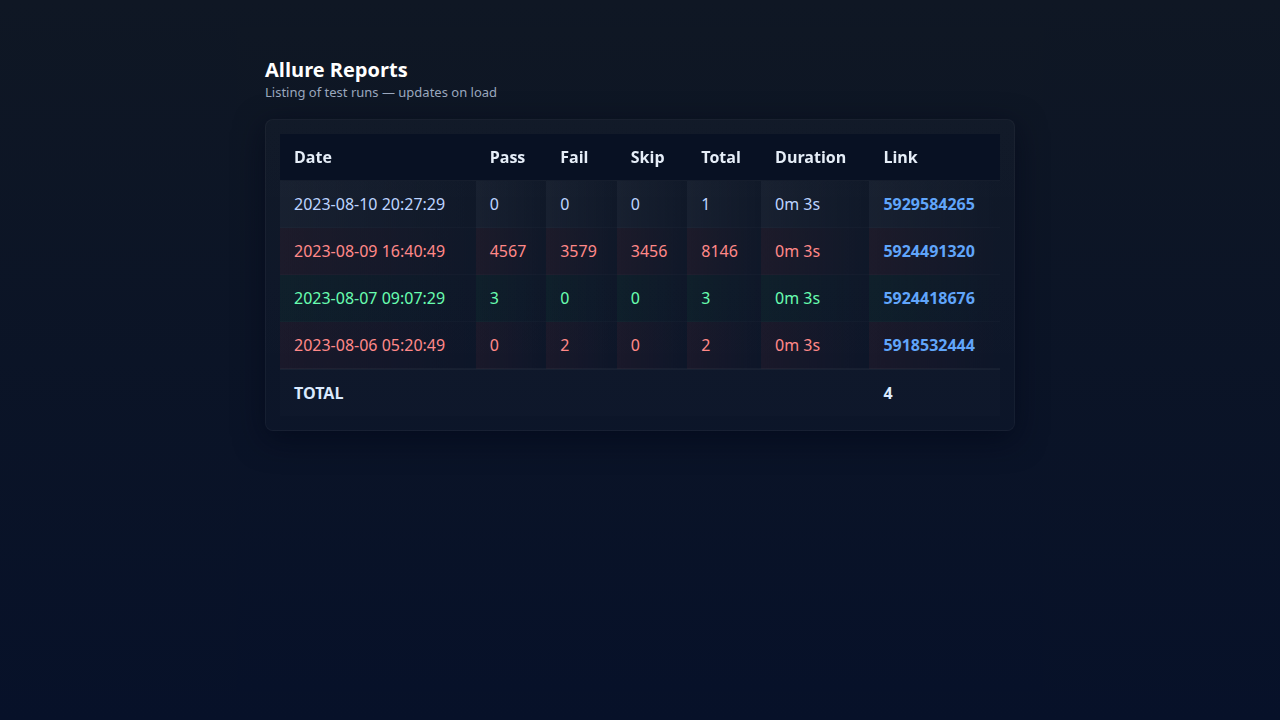 Allure Reports
Listing of test runs — updates on load
Date Pass Fail Skip Total Duration Link
2023-08-10 20:27:29 0 0 0 1 0m 3s 5929584265
2023-08-09 16:40:49 4567 3579 3456 8146 0m 3s 5924491320
2023-08-07 09:07:29 3 0 0 3 0m 3s 5924418676
2023-08-06 05:20:49 0 2 0 2 0m 3s 5918532444
TOTAL 4